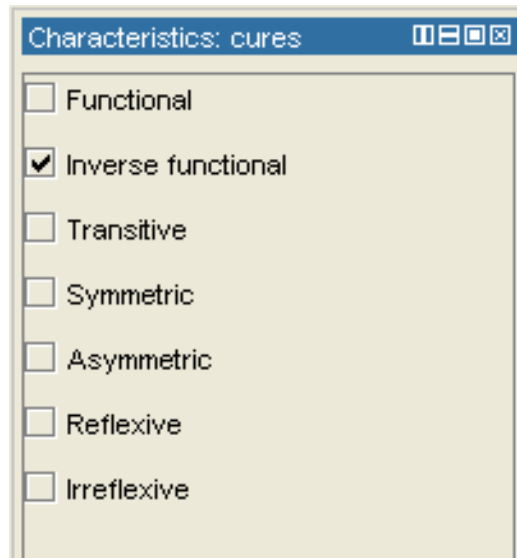 Characteristics: cures
Functional
Inverse functional
Transitive
Symmetric
Asymmetric
Reflexive
Irreflexive